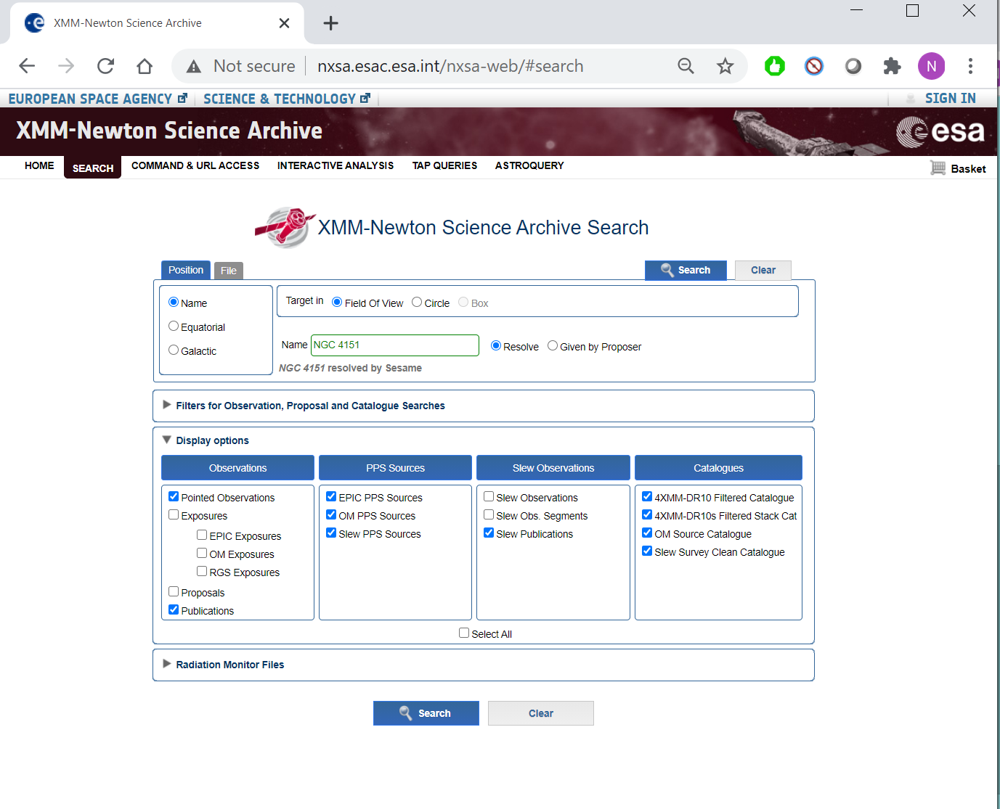 XMM-Newton Science Archive
Not secure nxsa.esac.esa.int/nxsa-web/#search
N
EUROPEAN SPACE AGENCY SCIENCE & TECHNOLOGY SIGN IN
XMM-Newton Science Archive esa
HOME SEARCH COMMAND & URL ACCESS INTERACTIVE ANALYSIS TAP QUERIES ASTROQUERY Basket
XMM-Newton Science Archive Search
Position File Search Clear
Name Target in Field Of View Circle Box
Equatorial
Galactic
Name NGC 4151 Resolve Given by Proposer
NGC 4151 resolved by Sesame
Filters for Observation, Proposal and Catalogue Searches
Display options
Observations PPS Sources Slew Observations Catalogues
Pointed Observations EPIC PPS Sources Slew Observations 4XMM-DR10 Filtered Catalogue
Exposures OM PPS Sources Slew Obs. Segments 4XMM-DR10s Filtered Stack Cat
EPIC Exposures Slew PPS Sources Slew Publications OM Source Catalogue
OM Exposures Slew Survey Clean Catalogue
RGS Exposures
Proposals
Publications
Select All
Radiation Monitor Files
Search Clear